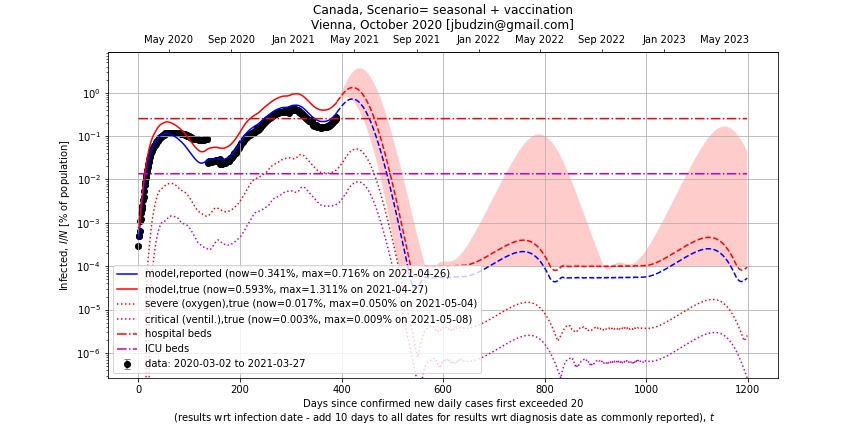 Canada, Scenario= seasonal + vaccination
Vienna, October 2020 [jbudzin@gmail.com]
May 2020 Sep 2020 Jan 2021 May 2021 Sep 2021 Jan 2022 May 2022 Sep 2022 Jan 2023 May 2023
Infected, I/N [% of population]
10⁰
10⁻¹
10⁻²
10⁻³
10⁻⁴
10⁻⁵
10⁻⁶
model,reported (now=0.341%, max=0.716% on 2021-04-26)
model,true (now=0.593%, max=1.311% on 2021-04-27)
severe (oxygen),true (now=0.017%, max=0.050% on 2021-05-04)
critical (ventil.),true (now=0.003%, max=0.009% on 2021-05-08)
hospital beds
ICU beds
data: 2020-03-02 to 2021-03-27
0 200 400 600 800 1000 1200
Days since confirmed new daily cases first exceeded 20
(results wrt infection date - add 10 days to all dates for results wrt diagnosis date as commonly reported), t